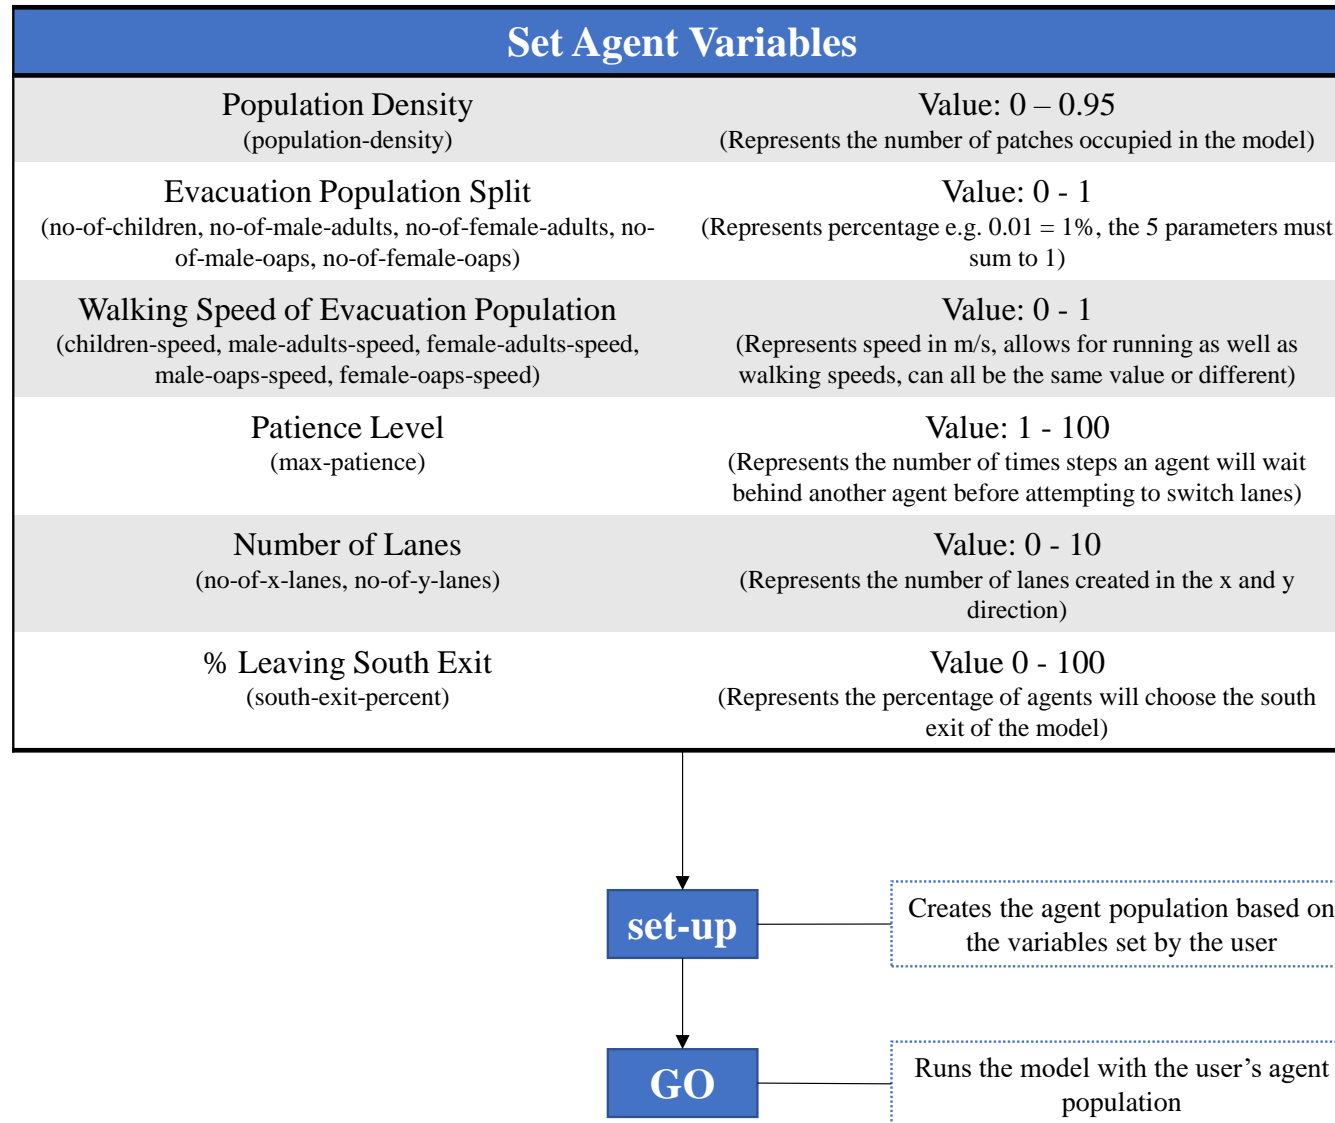 Set Agent Variables
Population Density
(population-density)
Value: 0 – 0.95
(Represents the number of patches occupied in the model)
Evacuation Population Split
(no-of-children, no-of-male-adults, no-of-female-adults, no-
of-male-oaps, no-of-female-oaps)
Value: 0 - 1
(Represents percentage e.g. 0.01 = 1%, the 5 parameters must
sum to 1)
Walking Speed of Evacuation Population
(children-speed, male-adults-speed, female-adults-speed,
male-oaps-speed, female-oaps-speed)
Value: 0 - 1
(Represents speed in m/s, allows for running as well as
walking speeds, can all be the same value or different)
Patience Level
(max-patience)
Value: 1 - 100
(Represents the number of times steps an agent will wait
behind another agent before attempting to switch lanes)
Number of Lanes
(no-of-x-lanes, no-of-y-lanes)
Value: 0 - 10
(Represents the number of lanes created in the x and y
direction)
% Leaving South Exit
(south-exit-percent)
Value 0 - 100
(Represents the percentage of agents will choose the south
exit of the model)
set-up
Creates the agent population based on
the variables set by the user
GO
Runs the model with the user’s agent
population